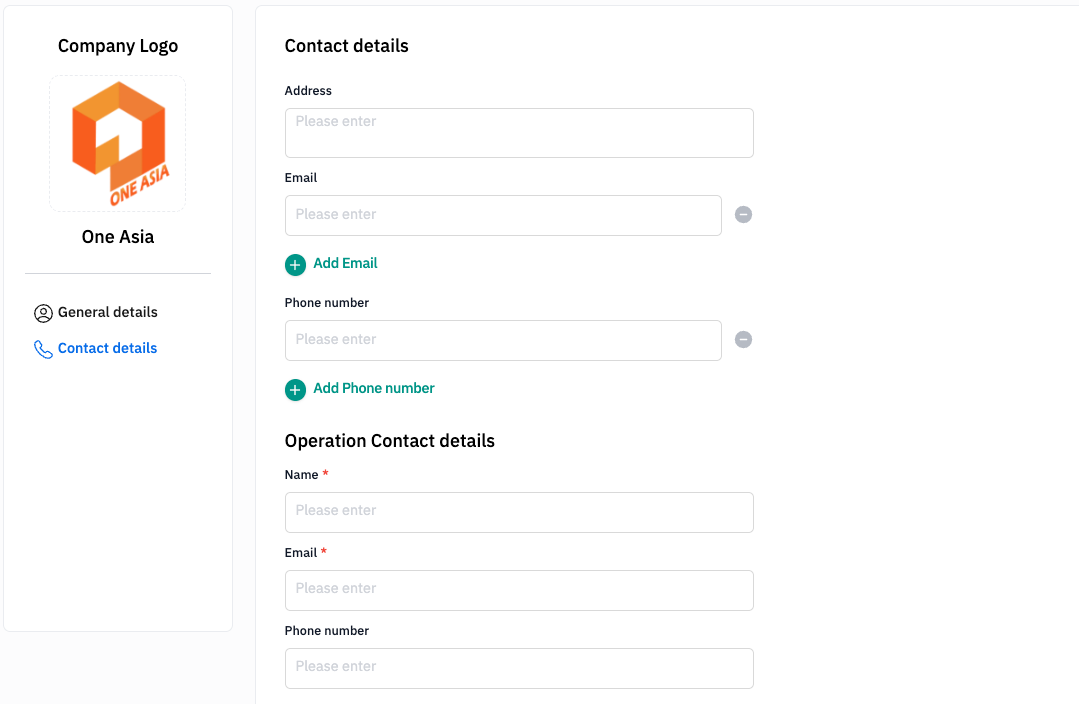 Company Logo
ONE ASIA
One Asia
General details
Contact details
Contact details
Address
Please enter
Email
Please enter
Add Email
Phone number
Please enter
Add Phone number
Operation Contact details
Name *
Please enter
Email *
Please enter
Phone number
Please enter